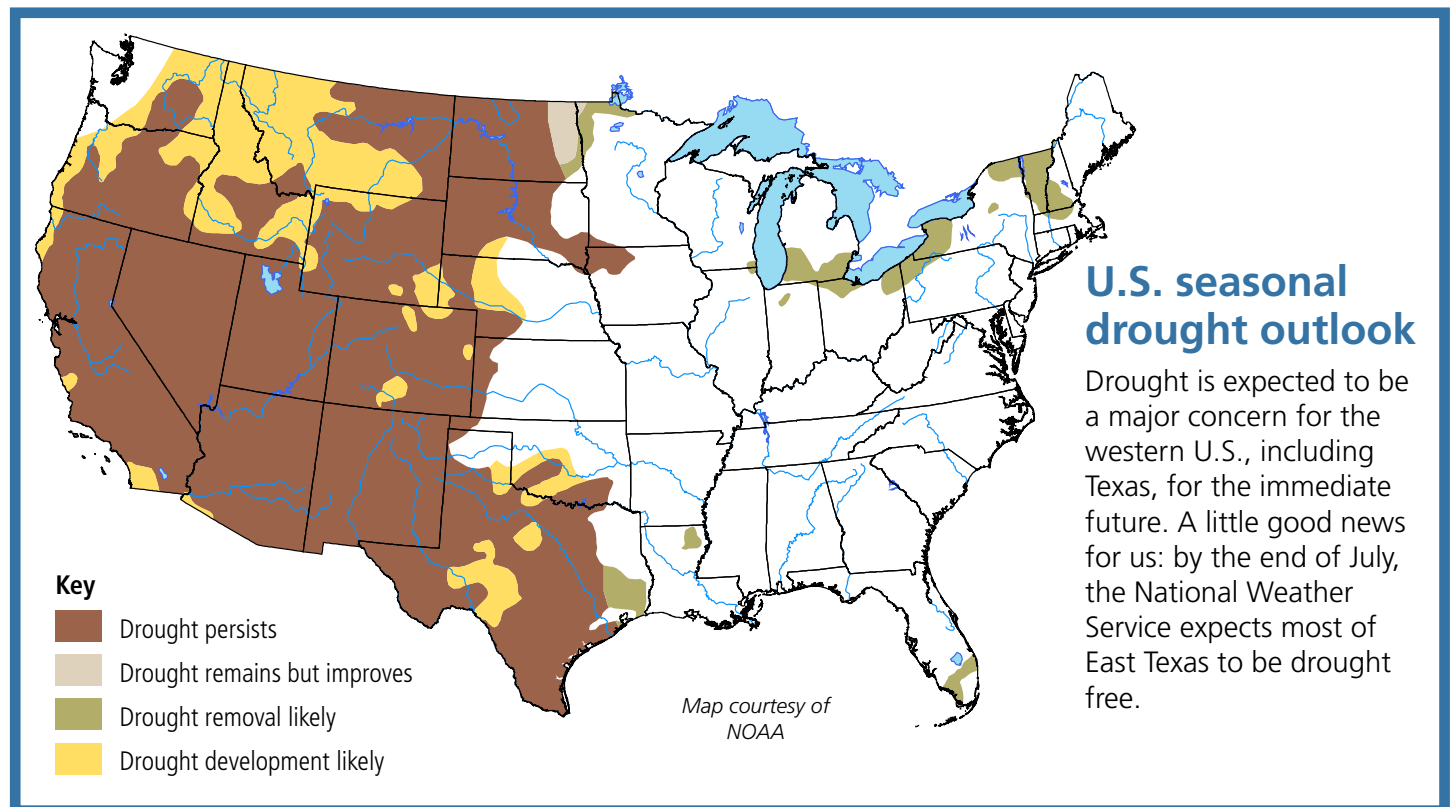 U.S. seasonal
drought outlook
Drought is expected to be
a major concern for the
western U.S., including
Texas, for the immediate
future. A little good news
for us: by the end of July,
the National Weather
Service expects most of
East Texas to be drought
free.
Key
Drought persists
Drought remains but improves
Drought removal likely
Drought development likely
Map courtesy of
NOAA